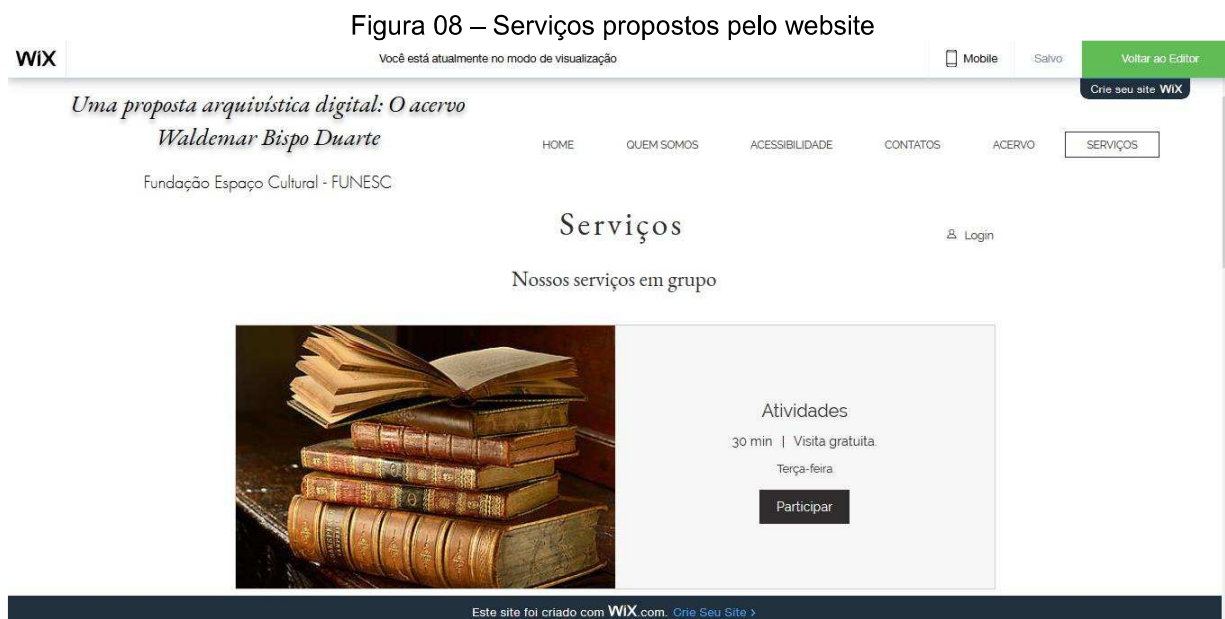 Figura 08 – Serviços propostos pelo website
WiX
Você está atualmente no modo de visualização
Mobile
Salvo
Voltar ao Editor
Crie seu site WiX
Uma proposta arquivística digital: O acervo
Waldemar Bispo Duarte
Fundação Espaço Cultural - FUNESC
HOME
QUEM SOMOS
ACESSIBILIDADE
CONTATOS
ACERVO
SERVIÇOS
Serviços
Login
Nossos serviços em grupo
Atividades
30 min | Visita gratuita.
Terça-feira
Participar
Este site foi criado com WiX.com. Crie Seu Site >